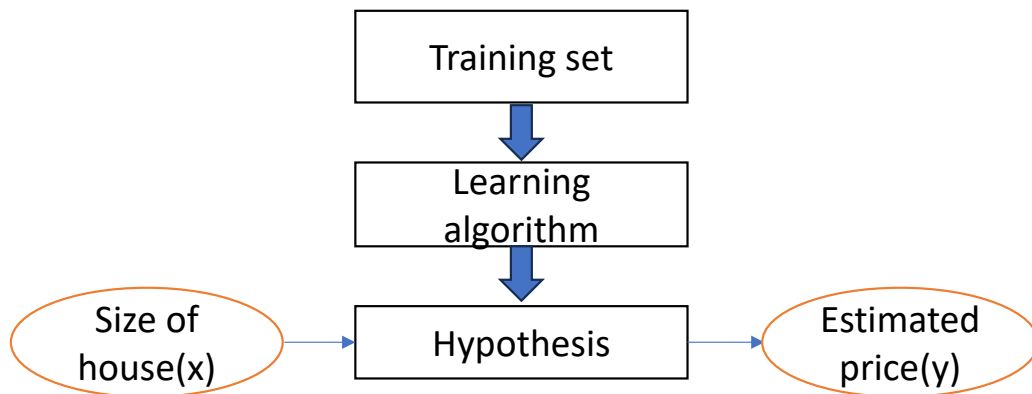 Training set
Learning
algorithm
Size of
house(x)
Hypothesis
Estimated
price(y)